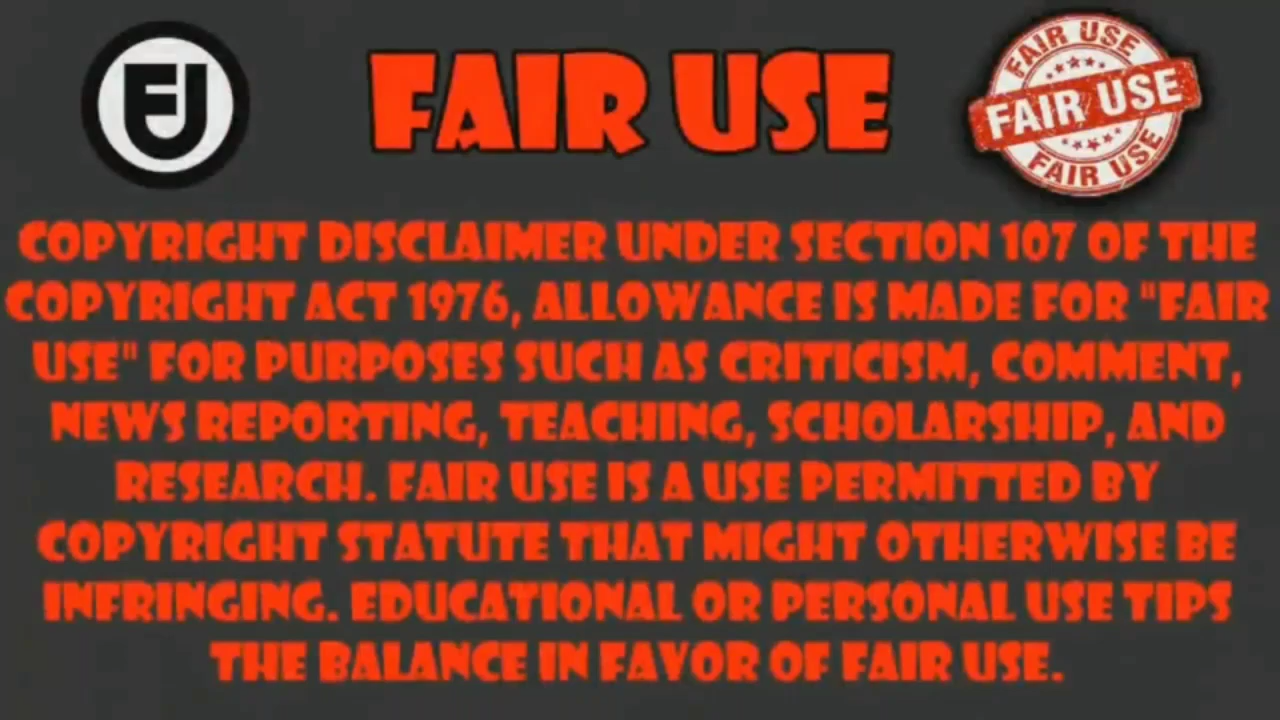 FU
FAIR USE
FAIR USE
FAIR USE
FAIR USE
COPYRIGHT DISCLAIMER UNDER SECTION 107 OF THE
COPYRIGHT ACT 1976, ALLOWANCE IS MADE FOR "FAIR
USE" FOR PURPOSES SUCH AS CRITICISM, COMMENT,
NEWS REPORTING, TEACHING, SCHOLARSHIP, AND
RESEARCH. FAIR USE IS A USE PERMITTED BY
COPYRIGHT STATUTE THAT MIGHT OTHERWISE BE
INFRINGING. EDUCATIONAL OR PERSONAL USE TIPS
THE BALANCE IN FAVOR OF FAIR USE.